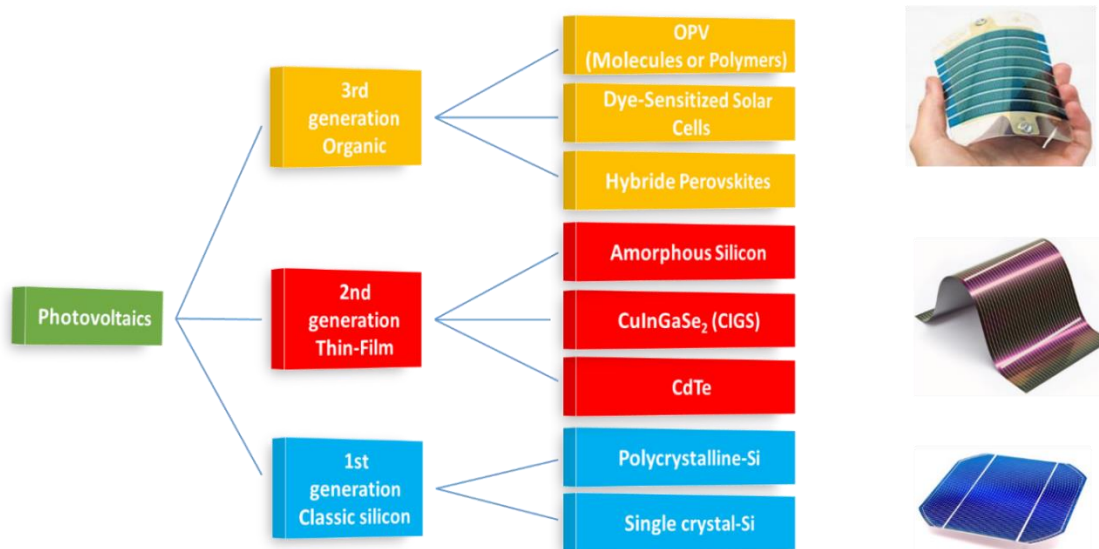 OPV
(Molecules or Polymers)
3rd
generation
Organic
Dye-Sensitized Solar
Cells
Hybride Perovskites
Amorphous Silicon
Photovoltaics
2nd
generation
Thin-Film
CuInGaSe₂ (CIGS)
CdTe
1st
generation
Classic silicon
Polycrystalline-Si
Single crystal-Si